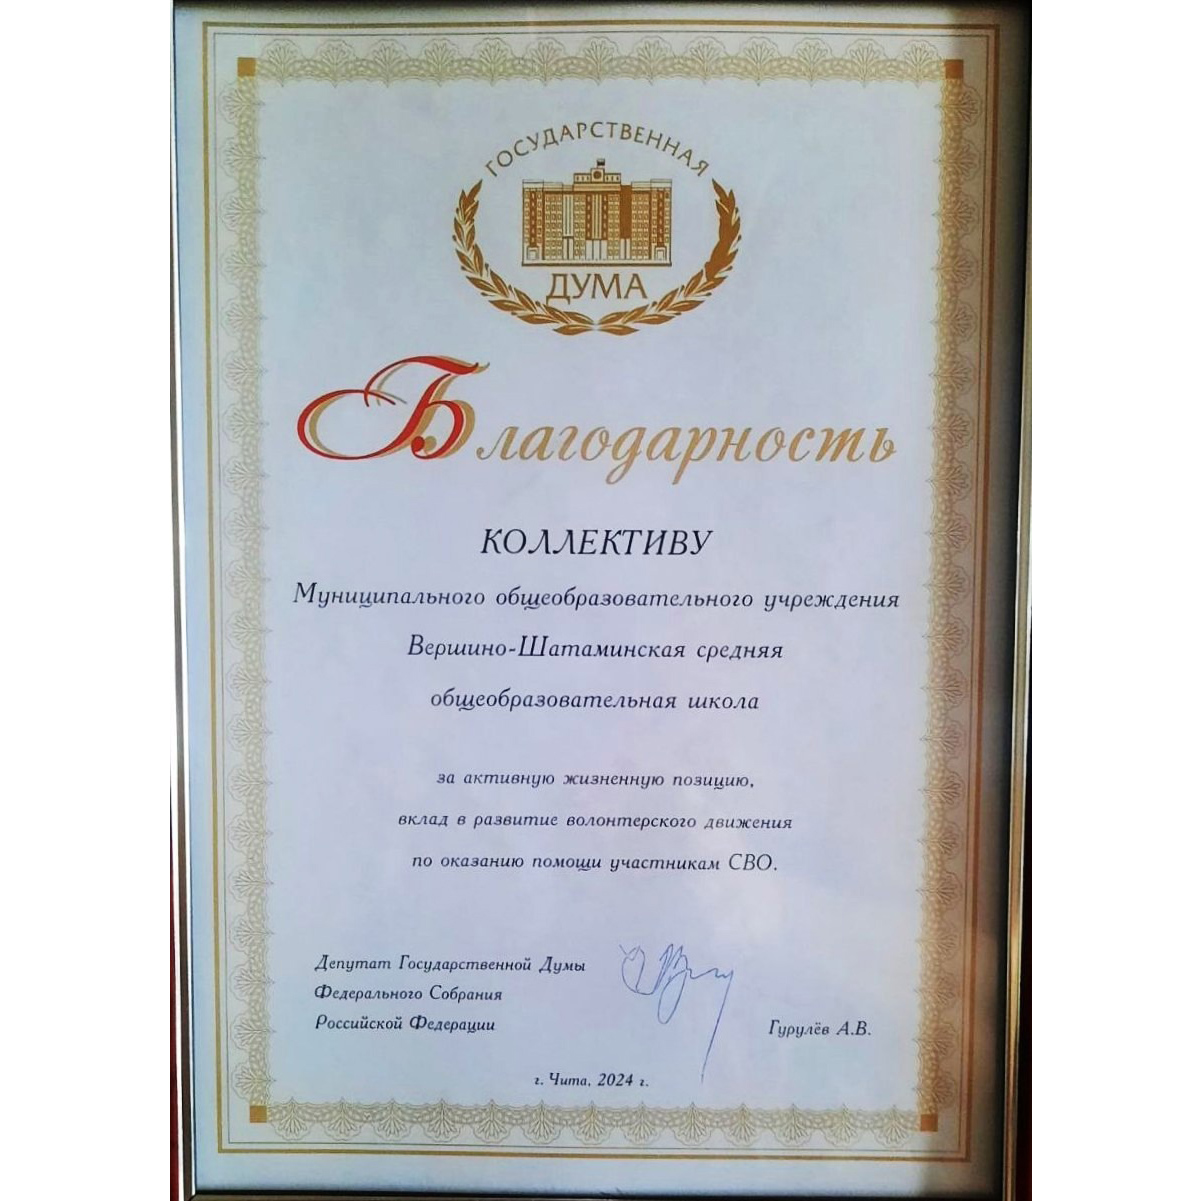 ГОСУДАРСТВЕННАЯ
ДУМА
Благодарность
КОЛЛЕКТИВУ
Муниципального общеобразовательного учреждения
Вершино-Шатаминская средняя
общеобразовательная школа
за активную жизненную позицию,
вклад в развитие волонтерского движения
по оказанию помощи участникам СВО.
Депутат Государственной Думы
Федерального Собрания
Российской Федерации
Гурулёв А.В.
г. Чита, 2024 г.